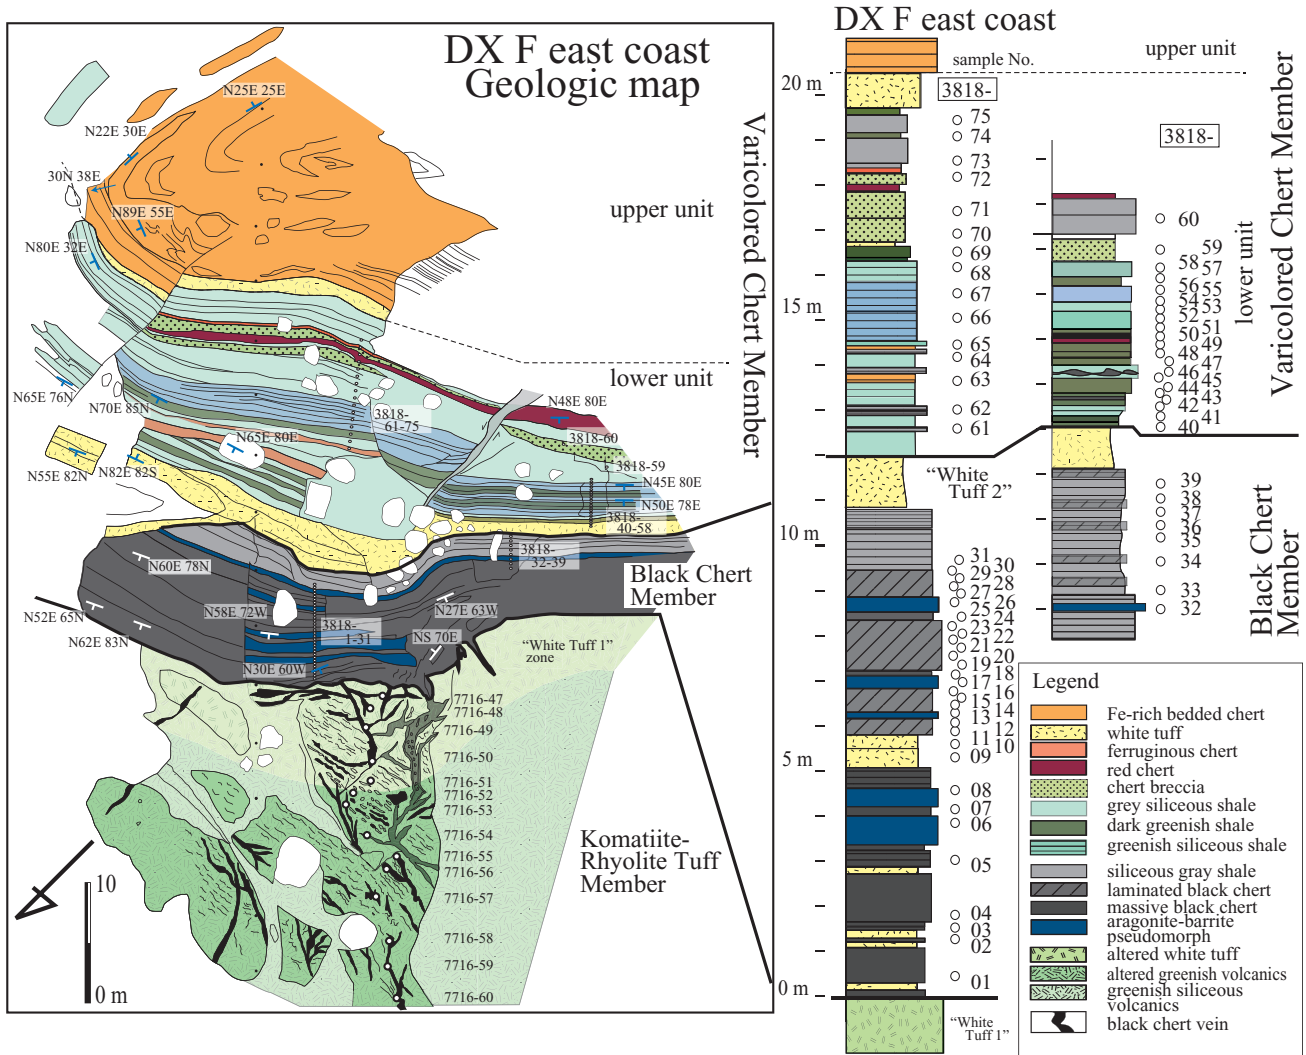 DX F east coast
Geologic map
N25E 25E
N22E 30E
30N 38E
N89E 55E
N80E 32E
upper unit
lower unit
Varicolored Chert Member
N65E 76N
N70E 85N
N65E 80E
N55E 82N
N82E 82S
3818-
61-75
N48E 80E
3818-60
3818-59
N45E 80E
N50E 78E
3818-
40-58
3818-
32-39
N60E 78N
Black Chert
Member
N52E 65N
N62E 83N
N58E 72W
N27E 63W
3818-
1-31
NS 70E
N30E 60W
"White Tuff 1"
zone
7716-47
7716-48
7716-49
7716-50
7716-51
7716-52
7716-53
7716-54
7716-55
7716-56
7716-57
7716-58
7716-59
7716-60
Komatiite-
Rhyolite Tuff
Member
10
0 m
DX F east coast
sample No.
upper unit
3818-
20 m
15 m
10 m
5 m
0 m
75
74
73
72
71
70
69
68
67
66
65
64
63
62
61
"White
Tuff 2"
31
30
29
28
27
26
25
24
23
22
21
20
19
18
17
16
15
14
13
12
11
10
09
08
07
06
05
04
03
02
01
"White
Tuff 1"
3818-
60
59
58
57
56
55
54
53
52
51
50
49
48
47
46
45
44
43
42
41
40
39
38
37
36
35
34
33
32
lower unit
Varicolored Chert Member
Black Chert
Member
Legend
Fe-rich bedded chert
white tuff
ferruginous chert
red chert
chert breccia
grey siliceous shale
dark greenish shale
greenish siliceous shale
siliceous gray shale
laminated black chert
massive black chert
aragonite-barrite
pseudomorph
altered white tuff
altered greenish volcanics
greenish siliceous
volcanics
black chert vein